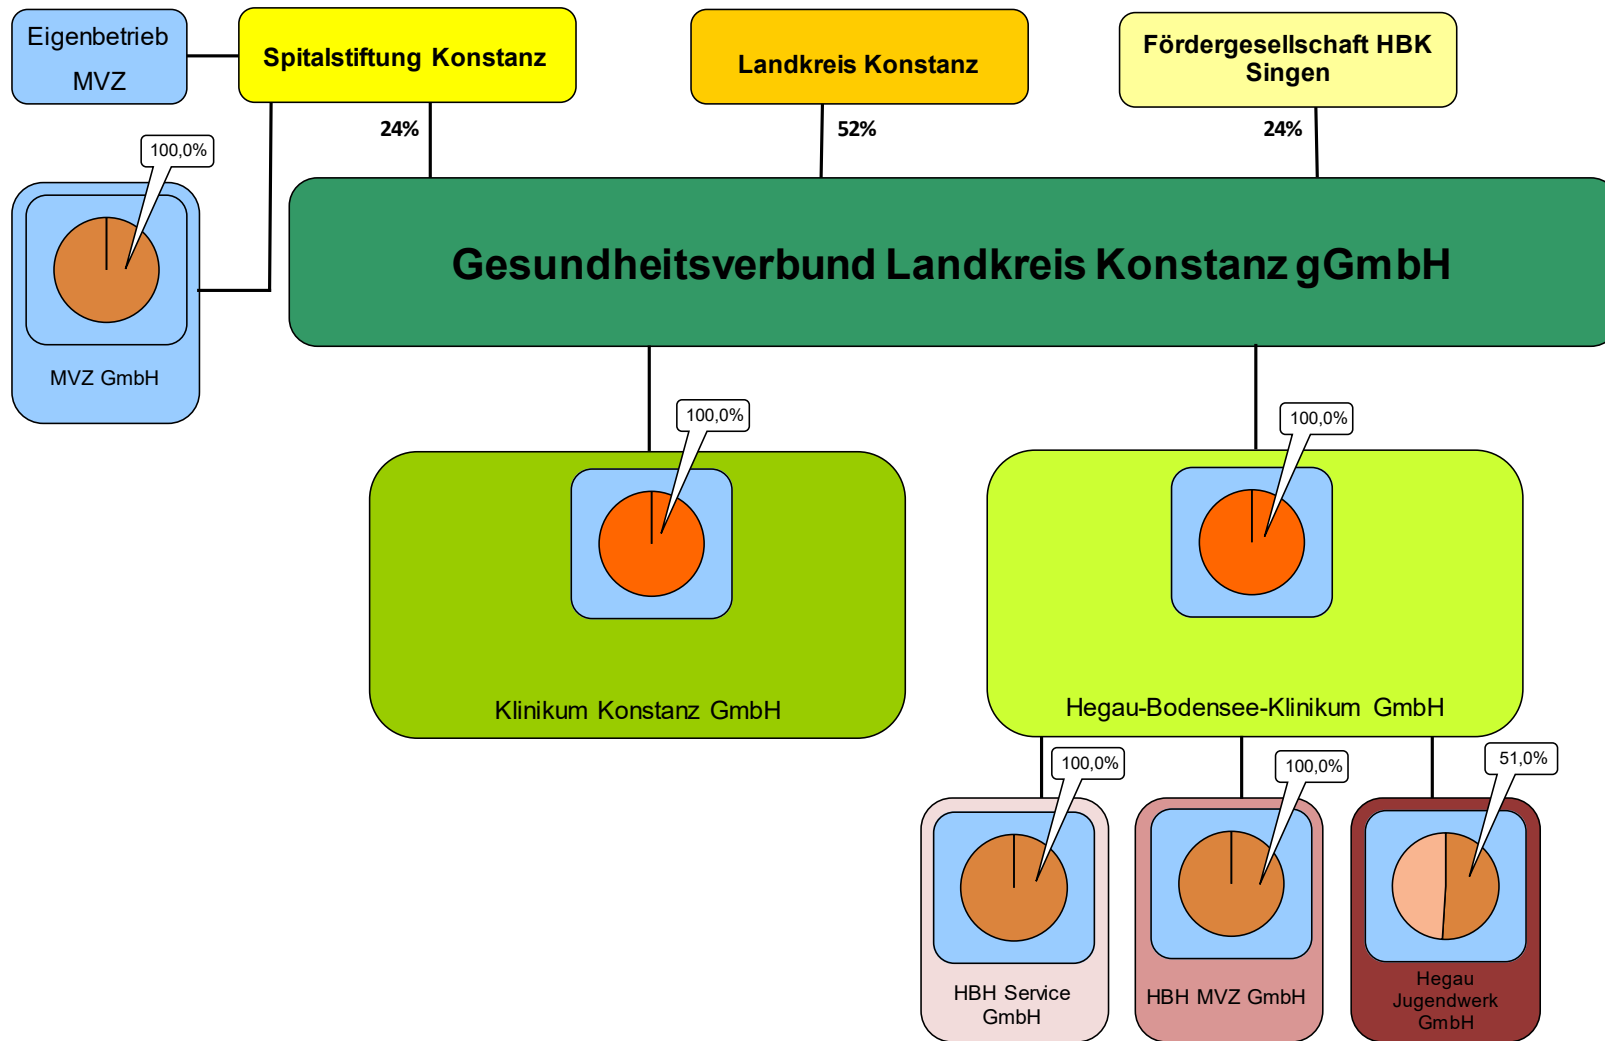 Eigenbetrieb
MVZ
Spitalstiftung Konstanz
Landkreis Konstanz
Fördergesellschaft HBK
Singen
24%
52%
24%
100,0%
MVZ GmbH
Gesundheitsverbund Landkreis Konstanz gGmbH
100,0%
Klinikum Konstanz GmbH
100,0%
Hegau-Bodensee-Klinikum GmbH
100,0%
HBH Service
GmbH
100,0%
HBH MVZ GmbH
51,0%
Hegau
Jugendwerk
GmbH